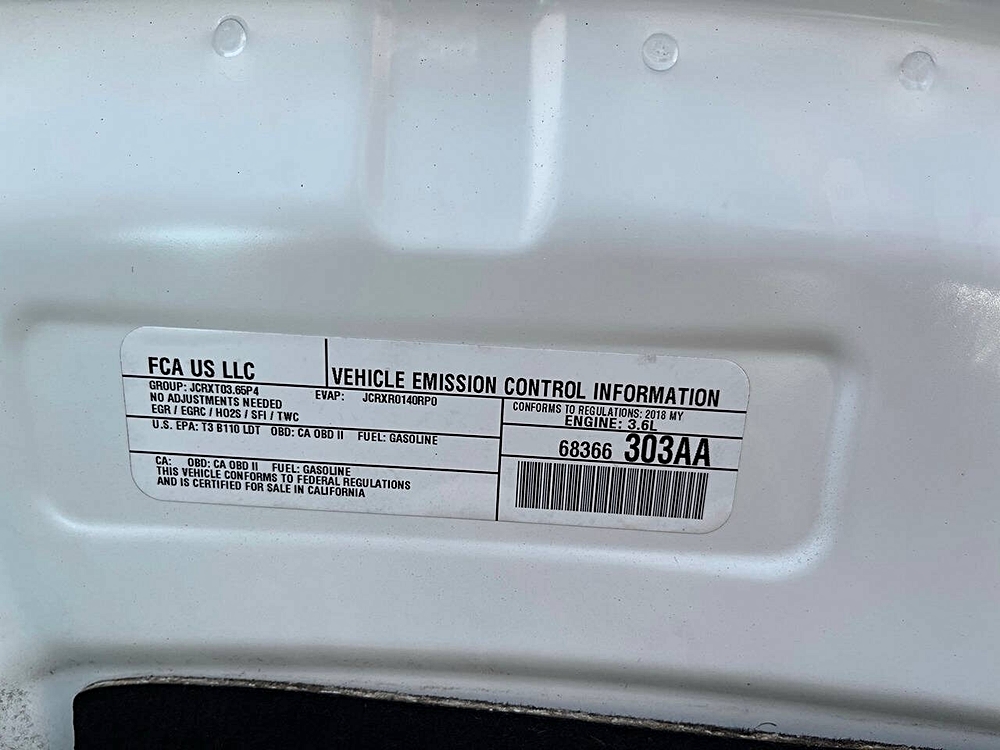 FCA US LLC
VEHICLE EMISSION CONTROL INFORMATION
GROUP: JCRXT03.65P4
EVAP: JCRXR0140RP0
NO ADJUSTMENTS NEEDED
EGR / EGRC / HO2S / SFI / TWC
U.S. EPA: T3 B110 LDT OBD: CA OBD II FUEL: GASOLINE
CA: OBD: CA OBD II FUEL: GASOLINE
THIS VEHICLE CONFORMS TO FEDERAL REGULATIONS
AND IS CERTIFIED FOR SALE IN CALIFORNIA
CONFORMS TO REGULATIONS: 2018 MY
ENGINE: 3.6L
68366 303AA